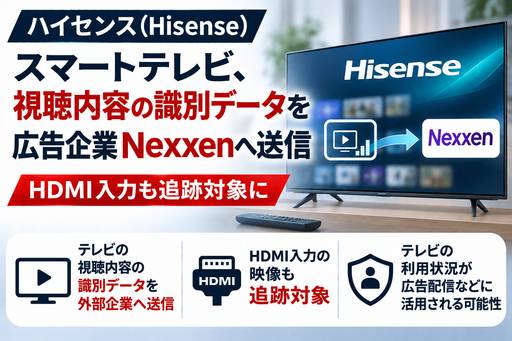 ハイセンス（Hisense）
スマートテレビ、
視聴内容の識別データを
広告企業Nexxenへ送信
HDMI入力も追跡対象に
Hisense
Nexxen
テレビの
視聴内容の
識別データを
外部企業へ送信
HDMI
HDMI入力の
映像も
追跡対象
テレビの
利用状況が
広告配信などに
活用される可能性